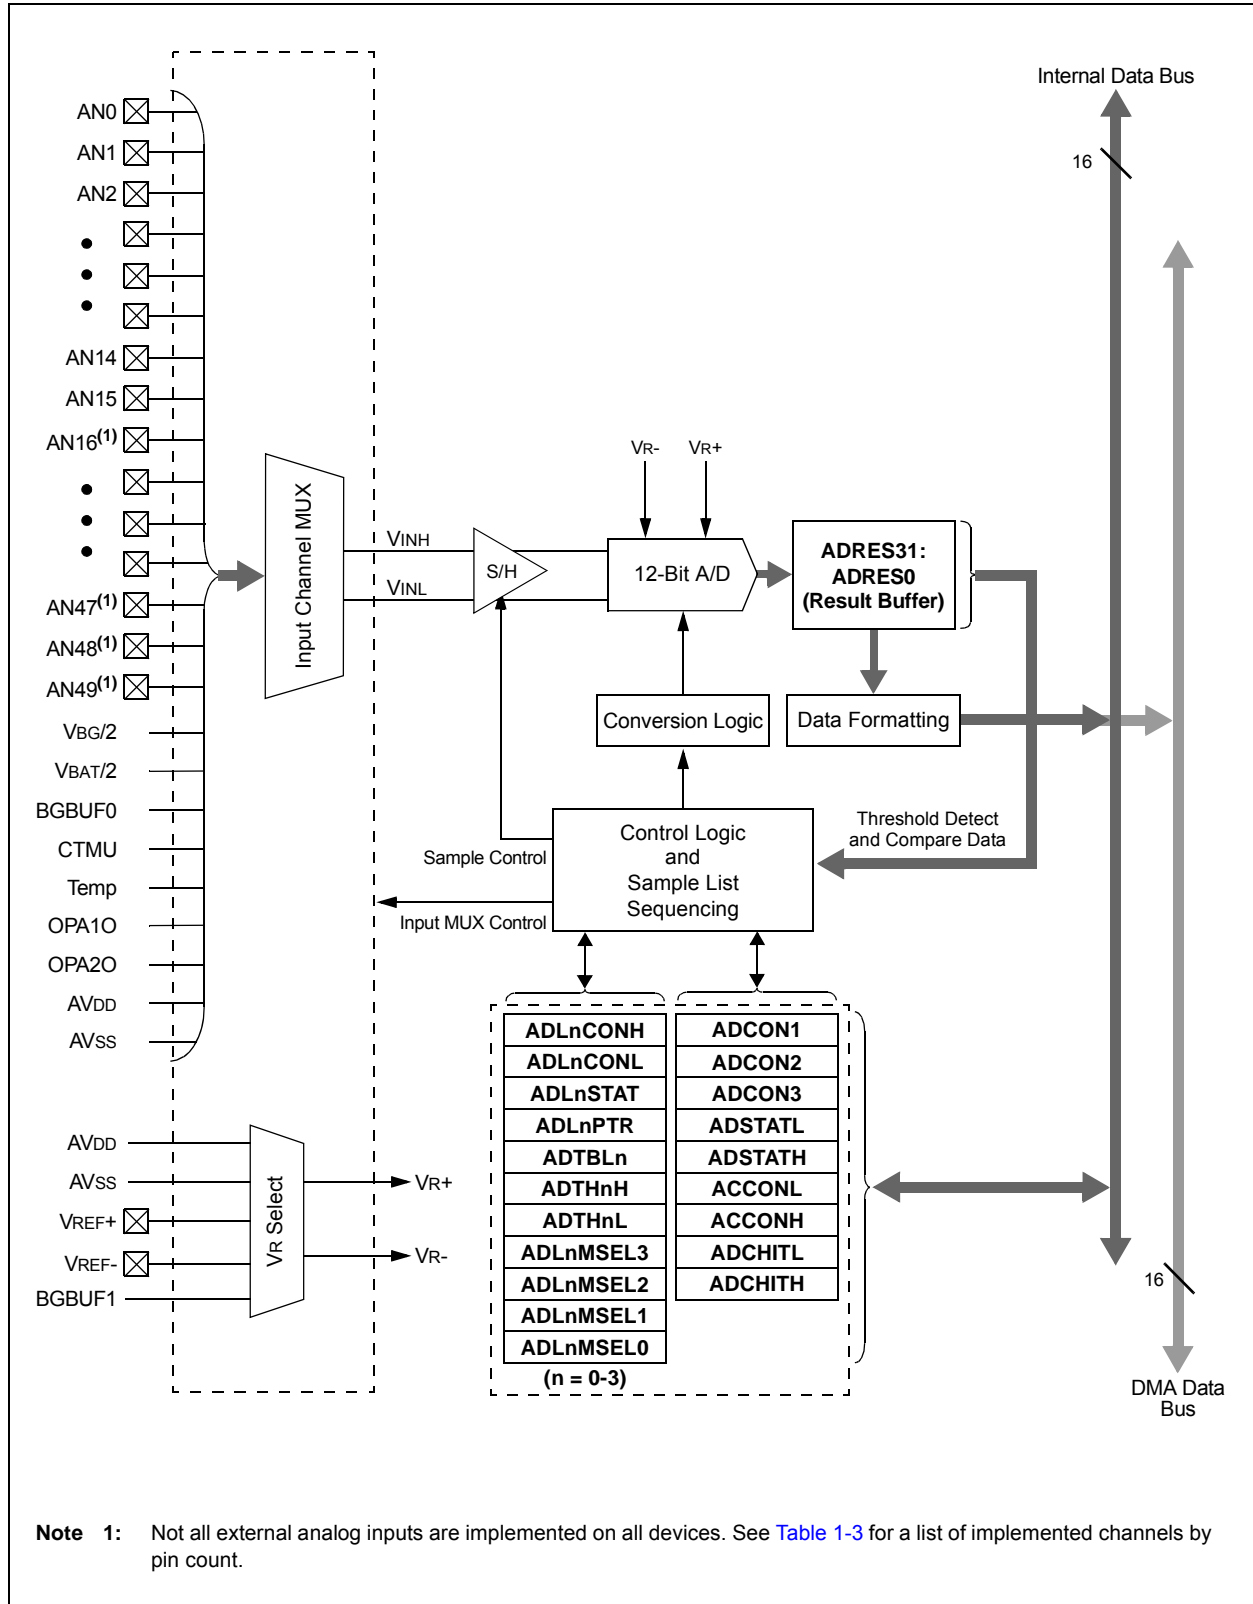 Internal Data Bus
16
AN0
AN1
AN2
AN14
AN15
AN16(1)
AN47(1)
AN48(1)
AN49(1)
VBG/2
VBAT/2
BGBUF0
CTMU
Temp
OPA1O
OPA2O
AVDD
AVSS
Input Channel MUX
VINH
VINL
S/H
VR-
VR+
12-Bit A/D
ADRES31:
ADRES0
(Result Buffer)
Conversion Logic
Data Formatting
Threshold Detect
and Compare Data
Control Logic
and
Sample List
Sequencing
Sample Control
Input MUX Control
AVDD
AVSS
VREF+
VREF-
BGBUF1
VR Select
VR+
VR-
ADLnCONH
ADLnCONL
ADLnSTAT
ADLnPTR
ADTBLn
ADTHnH
ADTHnL
ADLnMSEL3
ADLnMSEL2
ADLnMSEL1
ADLnMSEL0
(n = 0-3)
ADCON1
ADCON2
ADCON3
ADSTATL
ADSTATH
ACCONL
ACCONH
ADCHITL
ADCHITH
16
DMA Data
Bus
Note 1: Not all external analog inputs are implemented on all devices. See Table 1-3 for a list of implemented channels by
pin count.